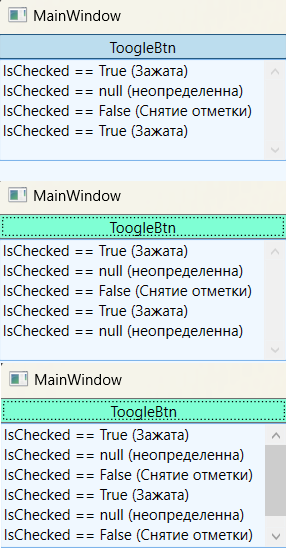 MainWindow
ToogleBtn
IsChecked == True (Зажата)
IsChecked == null (неопределенна)
IsChecked == False (Снятие отметки)
IsChecked == True (Зажата)
MainWindow
ToogleBtn
IsChecked == True (Зажата)
IsChecked == null (неопределенна)
IsChecked == False (Снятие отметки)
IsChecked == True (Зажата)
IsChecked == null (неопределенна)
MainWindow
ToogleBtn
IsChecked == True (Зажата)
IsChecked == null (неопределенна)
IsChecked == False (Снятие отметки)
IsChecked == True (Зажата)
IsChecked == null (неопределенна)
IsChecked == False (Снятие отметки)